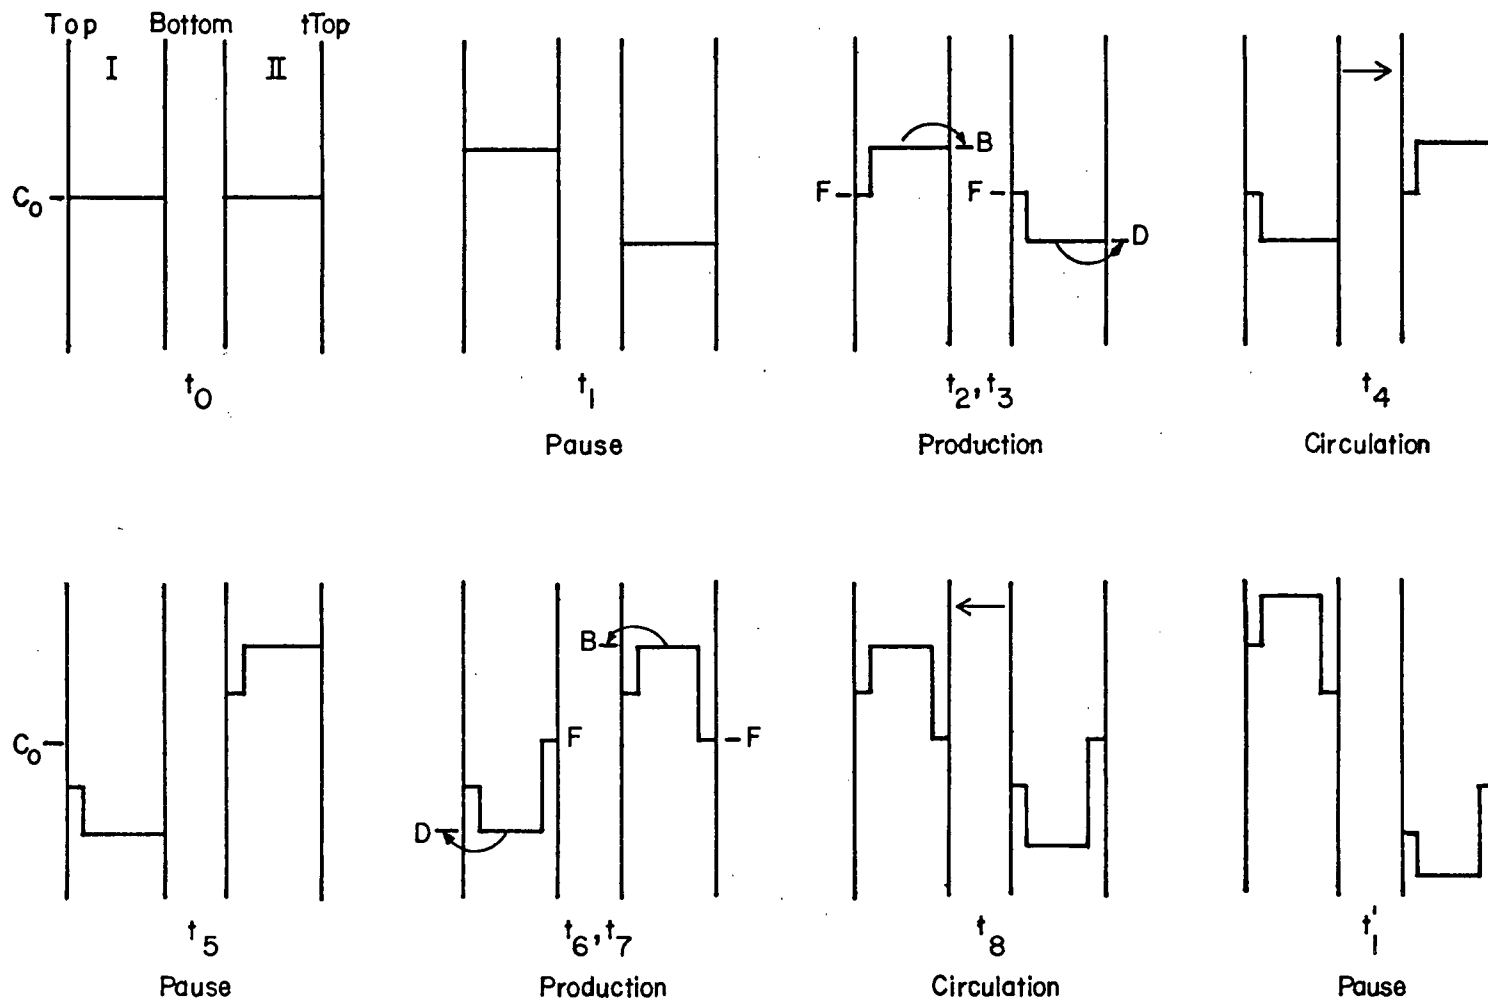 Top Bottom tTop
I II
B
C₀ F F D
t₀ t₁ t₂, t₃ t₄
Pause Production Circulation
B
C₀ F F
D
t₅ t₆, t₇ t₈ t₁'
Pause Production Circulation Pause